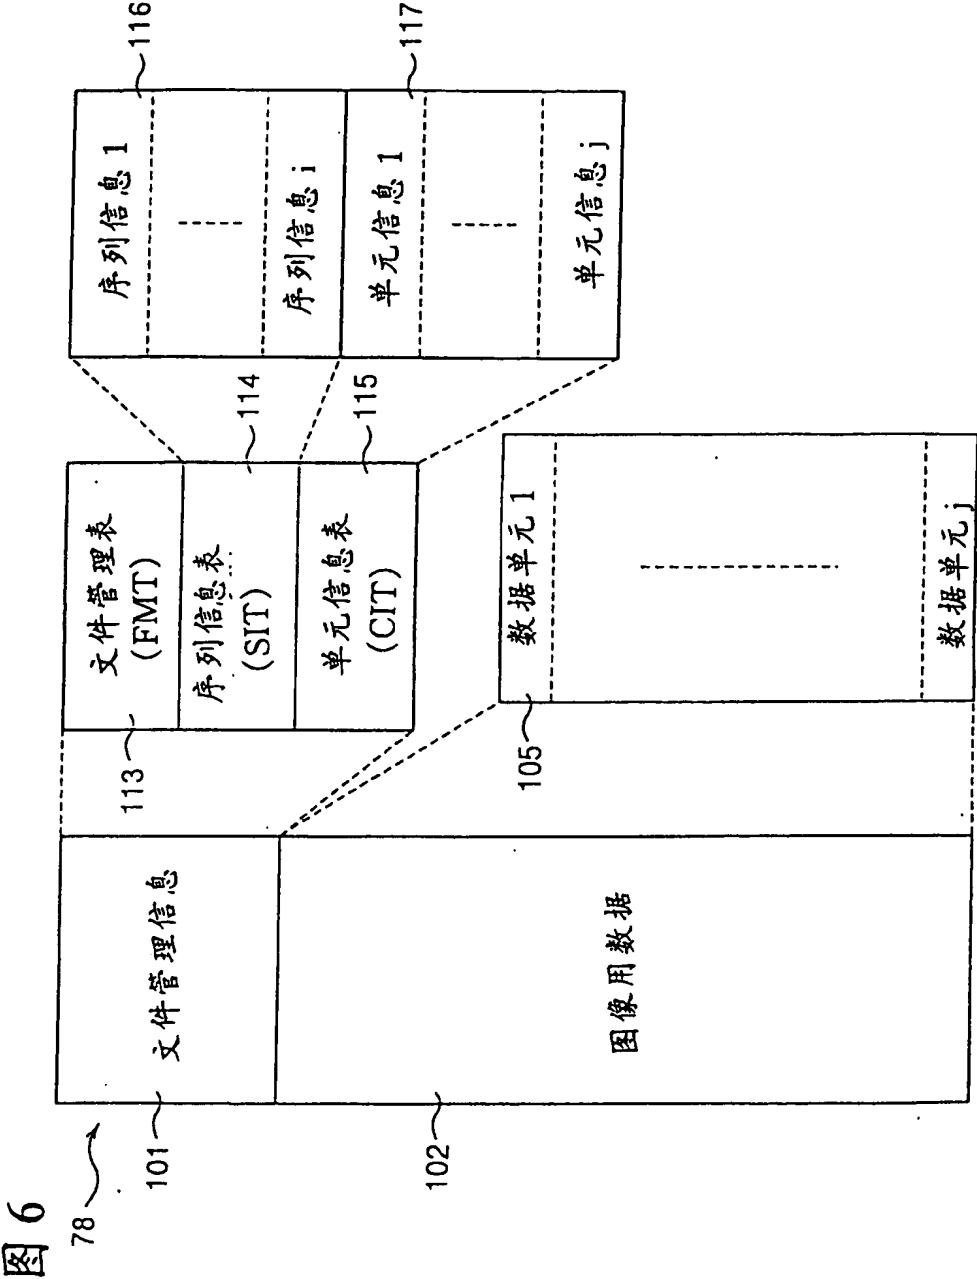 图 6
78
101
文件管理信息
102
图像用数据
113
文件管理表
(FMT)
序列信息表
(SIT)
114
单元信息表
(CIT)
115
105
数据单元 1
数据单元 j
116
序列信息 1
序列信息 i
117
单元信息 1
单元信息 j